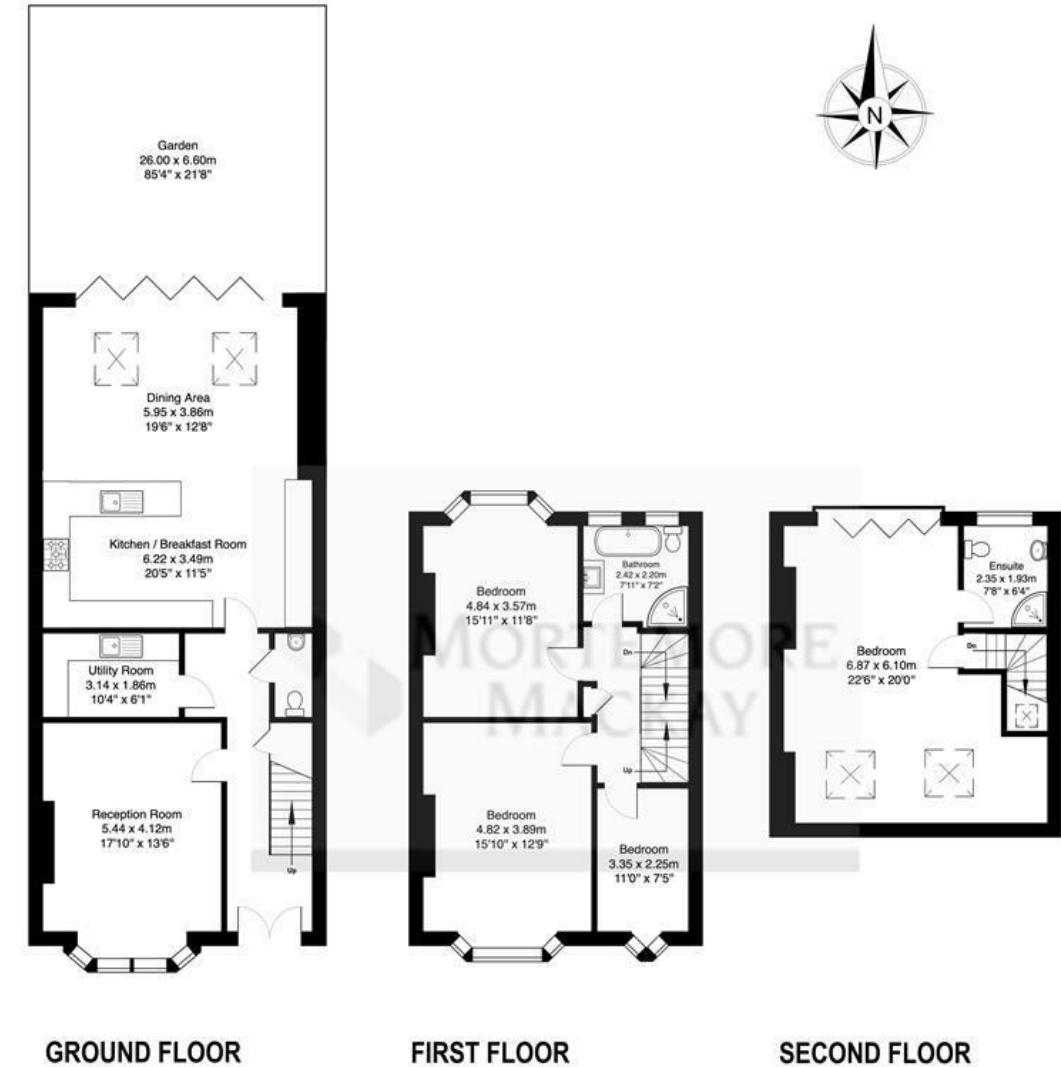 Garden
26.00 x 6.60m
85'4" x 21'8"
N
Dining Area
5.95 x 3.86m
19'6" x 12'8"
Kitchen / Breakfast Room
6.22 x 3.49m
20'5" x 11'5"
Utility Room
3.14 x 1.86m
10'4" x 6'1"
Reception Room
5.44 x 4.12m
17'10" x 13'6"
Up
GROUND FLOOR
Bedroom
4.84 x 3.57m
15'11" x 11'8"
Bathroom
2.42 x 2.20m
7'11" x 7'2"
Dn
MORTEMORE
MACKAY
Up
Bedroom
4.82 x 3.89m
15'10" x 12'9"
Bedroom
3.35 x 2.25m
11'0" x 7'5"
FIRST FLOOR
Ensuite
2.35 x 1.93m
7'8" x 6'4"
Dn
Bedroom
6.87 x 6.10m
22'6" x 20'0"
SECOND FLOOR